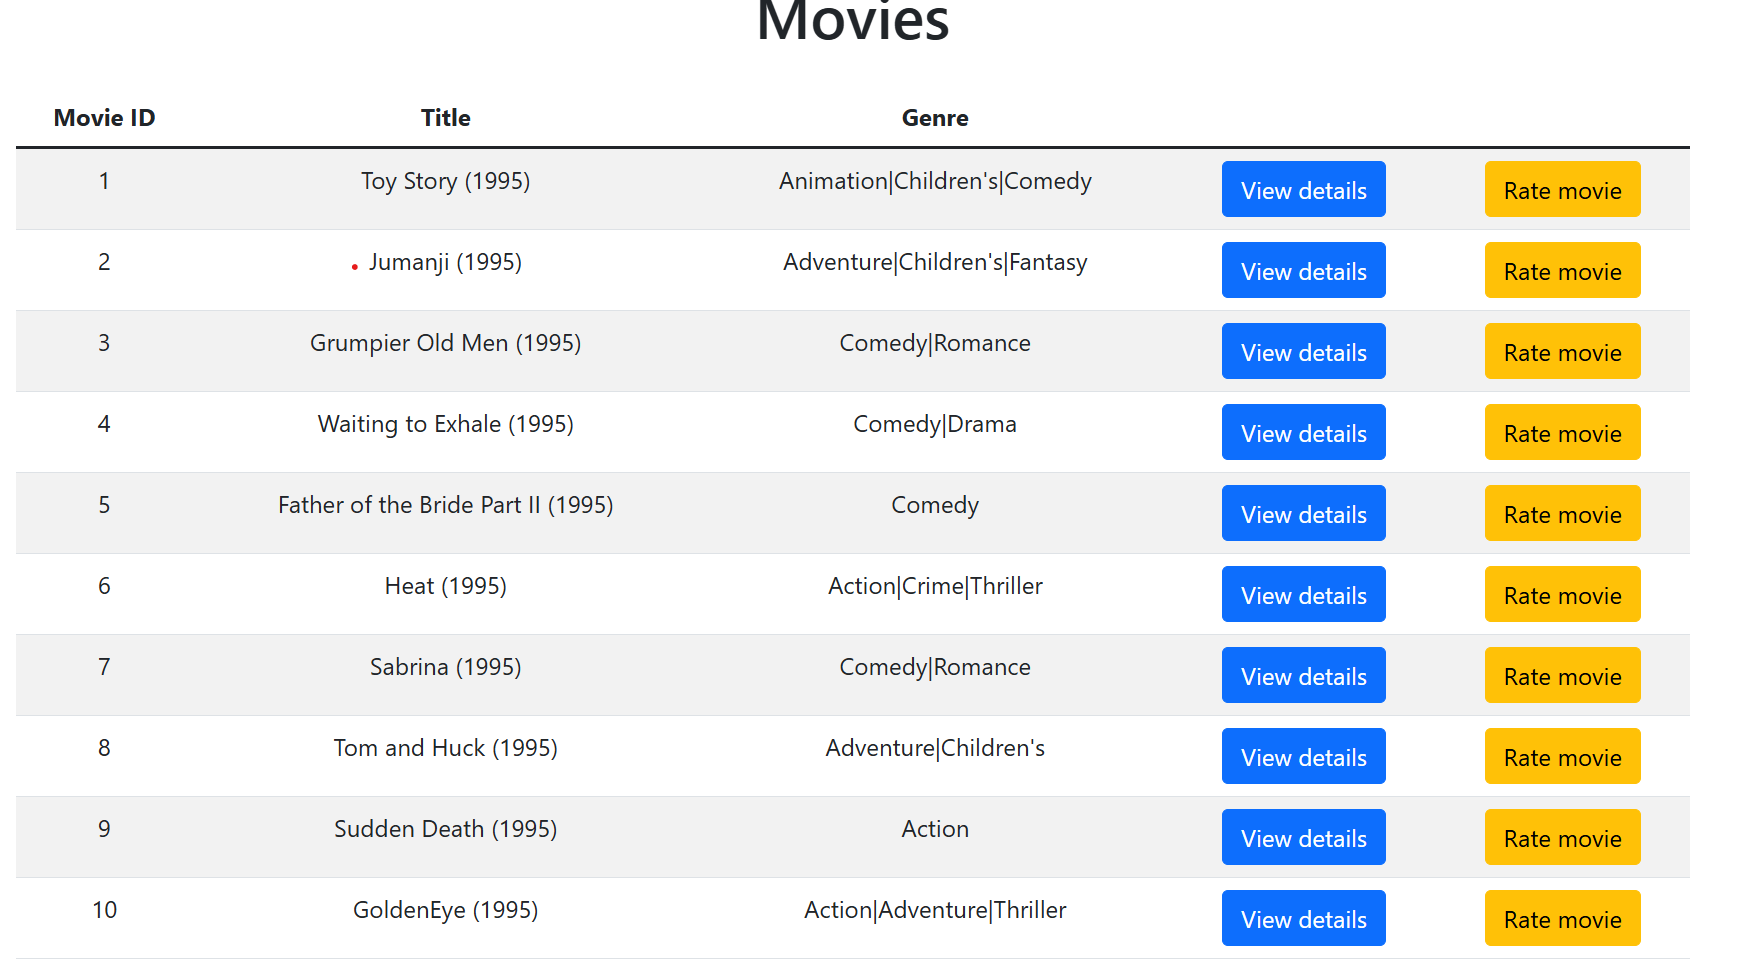 Movies
Movie ID Title Genre
1 Toy Story (1995) Animation|Children's|Comedy View details Rate movie
2 Jumanji (1995) Adventure|Children's|Fantasy View details Rate movie
3 Grumpier Old Men (1995) Comedy|Romance View details Rate movie
4 Waiting to Exhale (1995) Comedy|Drama View details Rate movie
5 Father of the Bride Part II (1995) Comedy View details Rate movie
6 Heat (1995) Action|Crime|Thriller View details Rate movie
7 Sabrina (1995) Comedy|Romance View details Rate movie
8 Tom and Huck (1995) Adventure|Children's View details Rate movie
9 Sudden Death (1995) Action View details Rate movie
10 GoldenEye (1995) Action|Adventure|Thriller View details Rate movie